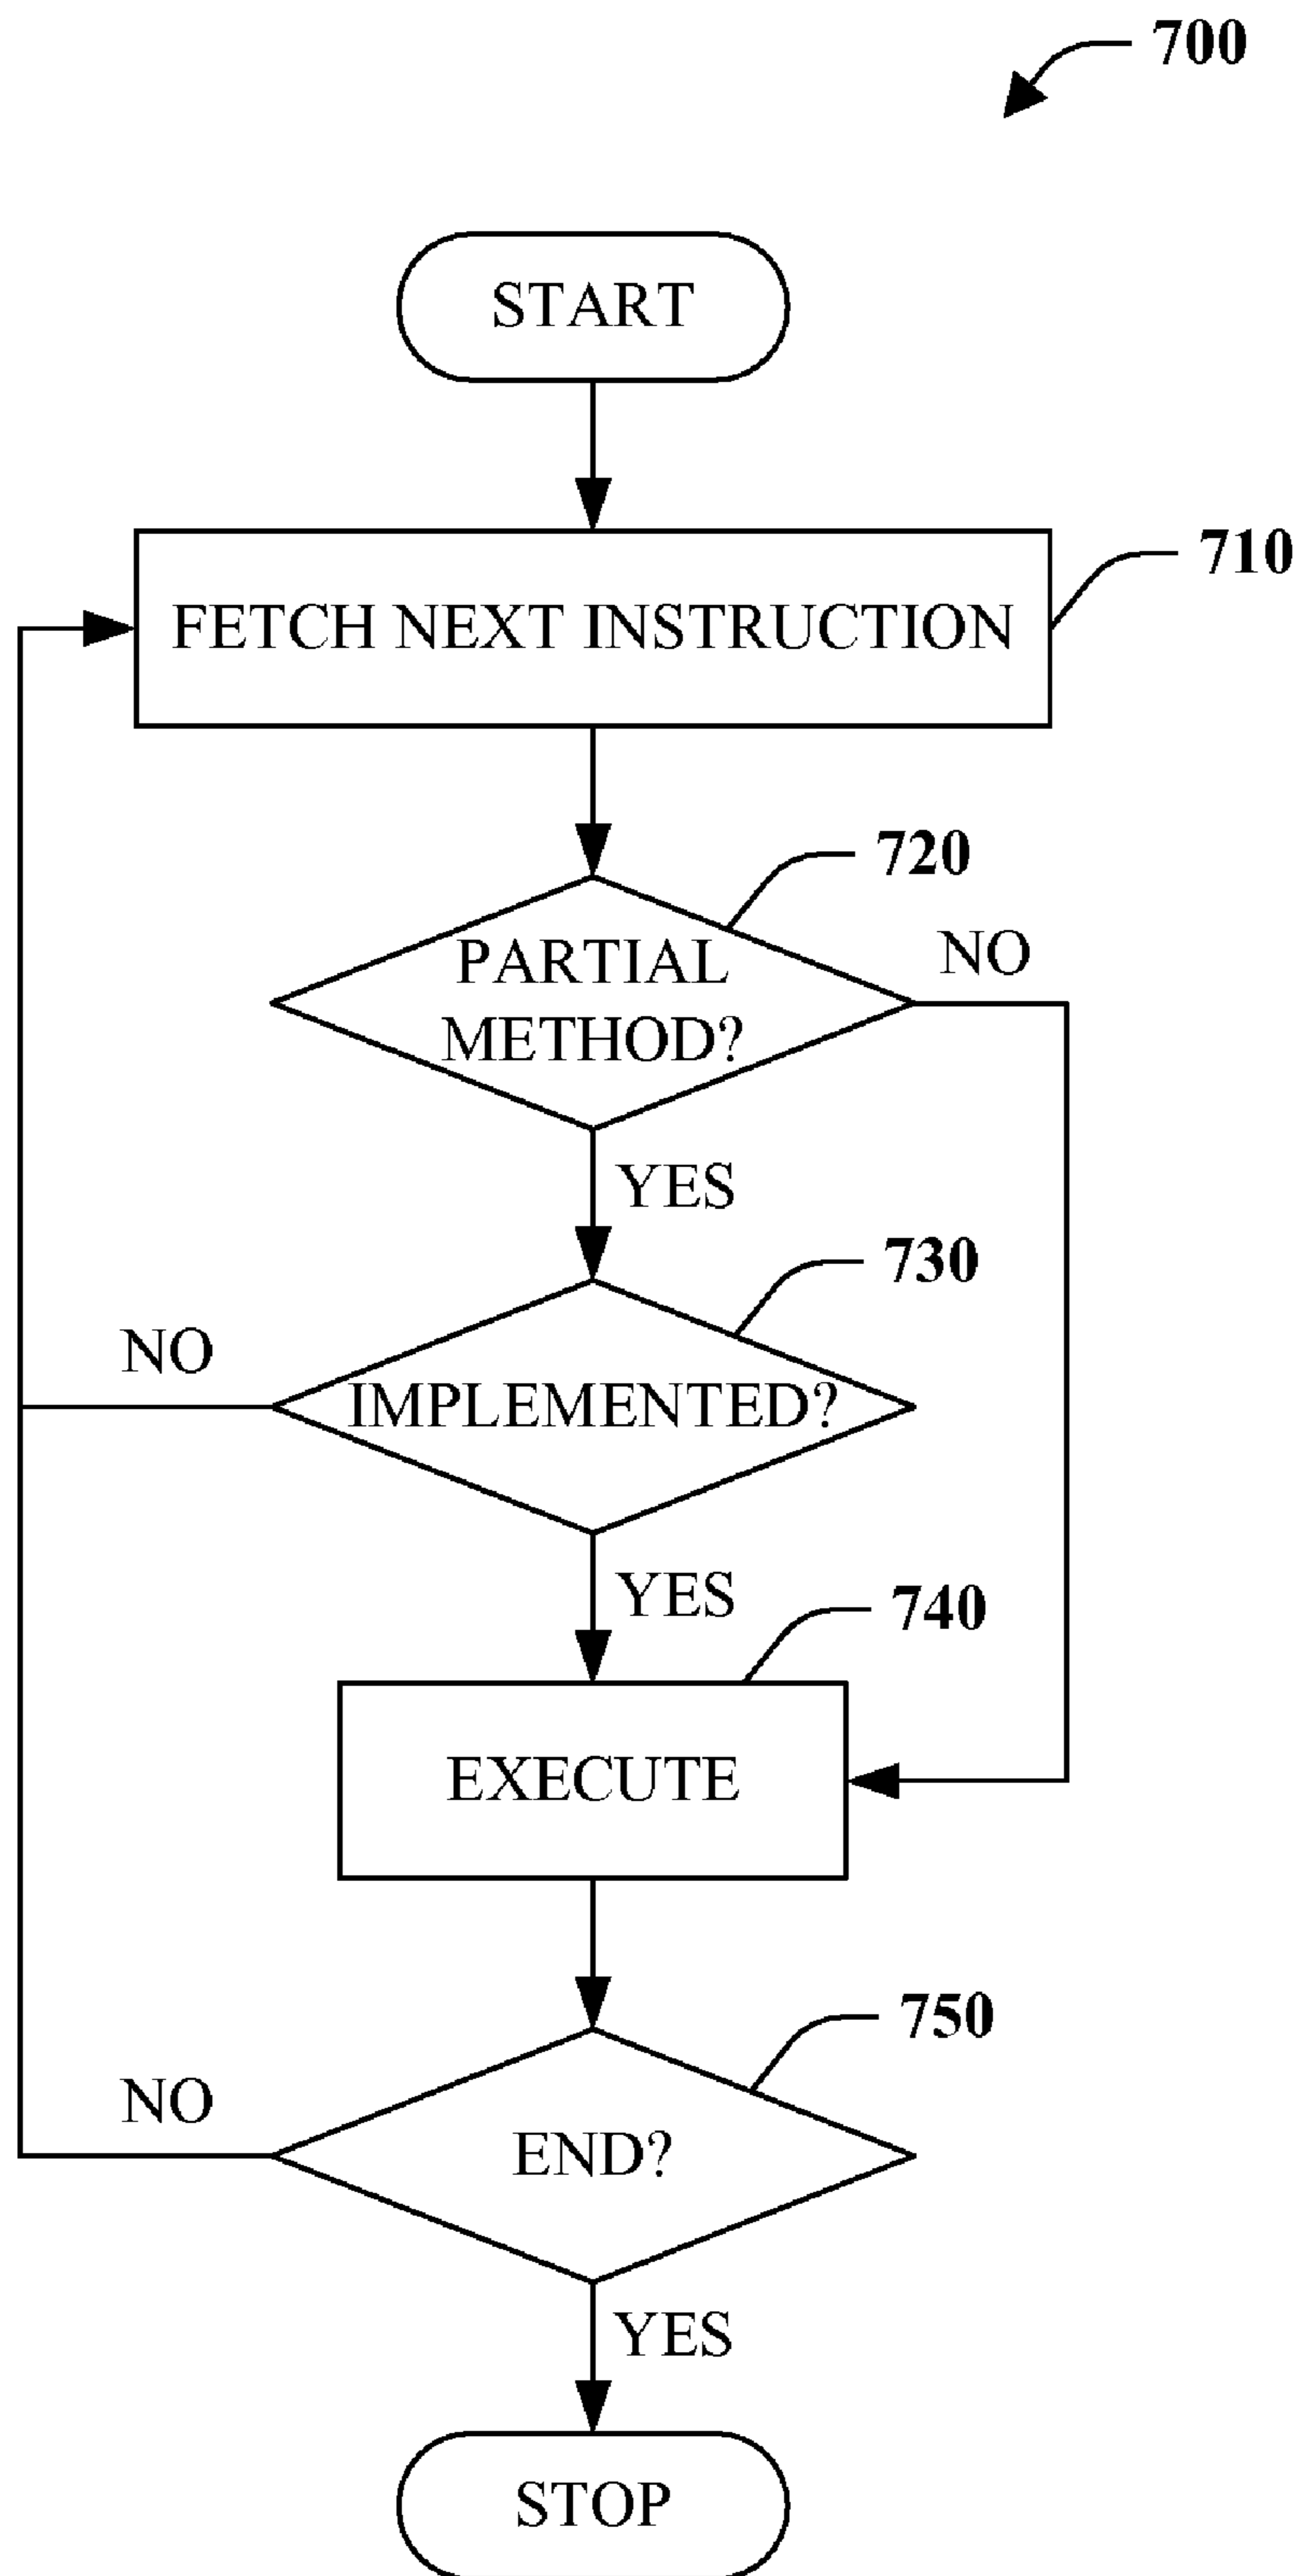 700
START
710
FETCH NEXT INSTRUCTION
720
NO
PARTIAL
METHOD?
YES
730
NO
IMPLEMENTED?
YES
740
EXECUTE
750
NO
END?
YES
STOP